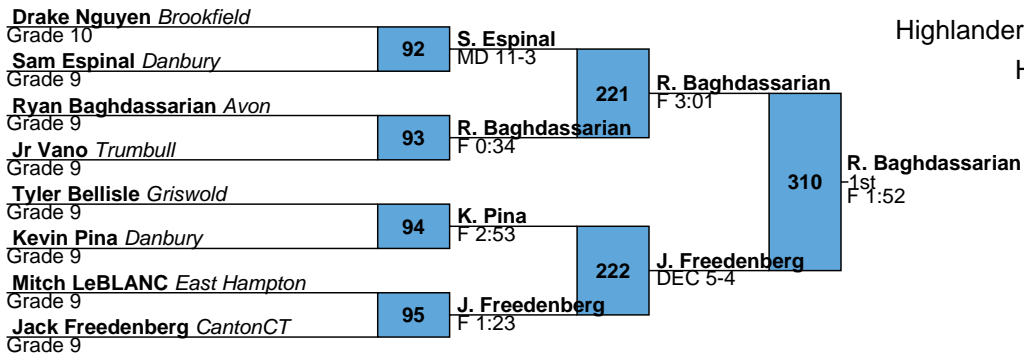 Drake Nguyen Brookfield
Grade 10
Sam Espinal Danbury
Grade 9
Ryan Baghdassarian Avon
Grade 9
Jr Vano Trumbull
Grade 9
Tyler Bellisle Griswold
Grade 9
Kevin Pina Danbury
Grade 9
Mitch LeBLANC East Hampton
Grade 9
Jack Freedenberg CantonCT
Grade 9
92
93
94
95
S. Espinal
MD 11-3
R. Baghdassarian
F 0:34
K. Pina
F 2:53
J. Freedenberg
F 1:23
221
222
R. Baghdassarian
F 3:01
J. Freedenberg
DEC 5-4
310
R. Baghdassarian
1st
F 1:52
Highlander
H